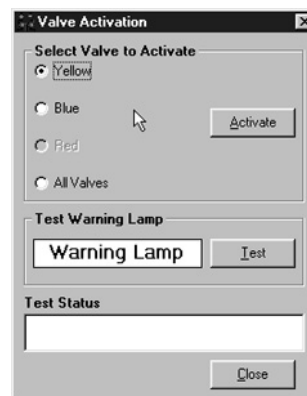 Valve Activation
Select Valve to Activate
Yellow
Blue
Activate
Red
All Valves
Test Warning Lamp
Warning Lamp
Test
Test Status
Close